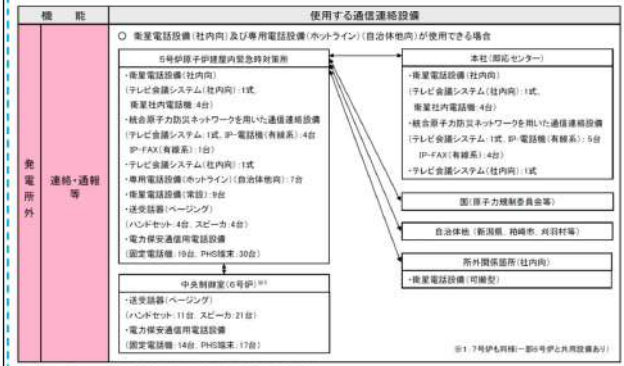 機　能
使用する通信連絡設備
発電所外
連絡・通報等
○ 衛星電話設備(社内向)及び専用電話設備(ホットライン)(自治体他向)が使用できる場合
5号炉原子炉建屋内緊急時対策所
・衛星電話設備(社内向)
(テレビ会議システム(社内向):1式、
衛星社内電話機:4台)
・統合原子力防災ネットワークを用いた通信連絡設備
(テレビ会議システム:1式、IP-電話機(有線系):4台
IP-FAX(有線系):1台)
・テレビ会議システム(社内向):1式
・専用電話設備(ホットライン)(自治体他向):7台
・衛星電話設備(常設):9台
・送受話器(ページング)
(ハンドセット:4台、スピーカ:4台)
・電力保安通信用電話設備
(固定電話機:19台、PHS端末:30台)
中央制御室(6号炉)※1
・送受話器(ページング)
(ハンドセット:11台、スピーカ:21台)
・電力保安通信用電話設備
(固定電話機:14台、PHS端末:17台)
本社(即応センター)
・衛星電話設備(社内向)
(テレビ会議システム(社内向):1式、
衛星社内電話機:4台)
・統合原子力防災ネットワークを用いた通信連絡設備
(テレビ会議システム:1式、IP-電話機(有線系):5台
IP-FAX(有線系):4台)
・テレビ会議システム(社内向):1式
国(原子力規制委員会等)
自治体他(新潟県、柏崎市、刈羽村等)
所外関係箇所(社内向)
・衛星電話設備(可搬型)
※1:7号炉も同様(一部6号炉と共用設備あり)